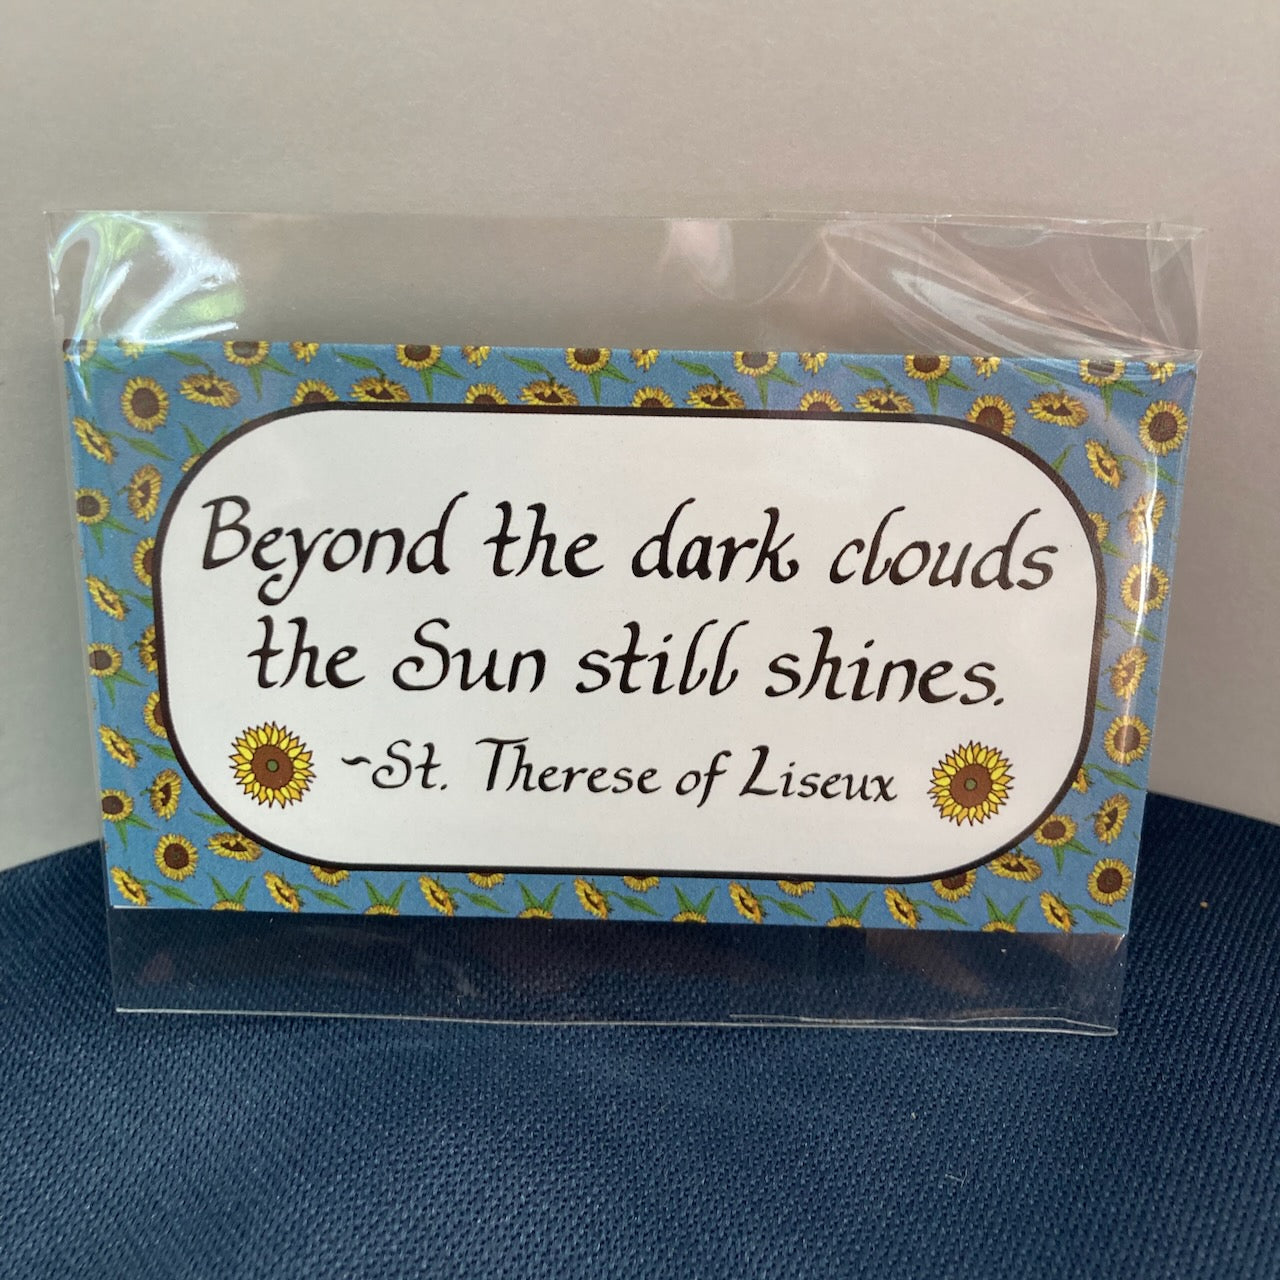 Beyond the dark clouds
the Sun still shines.
~St. Therese of Liseux